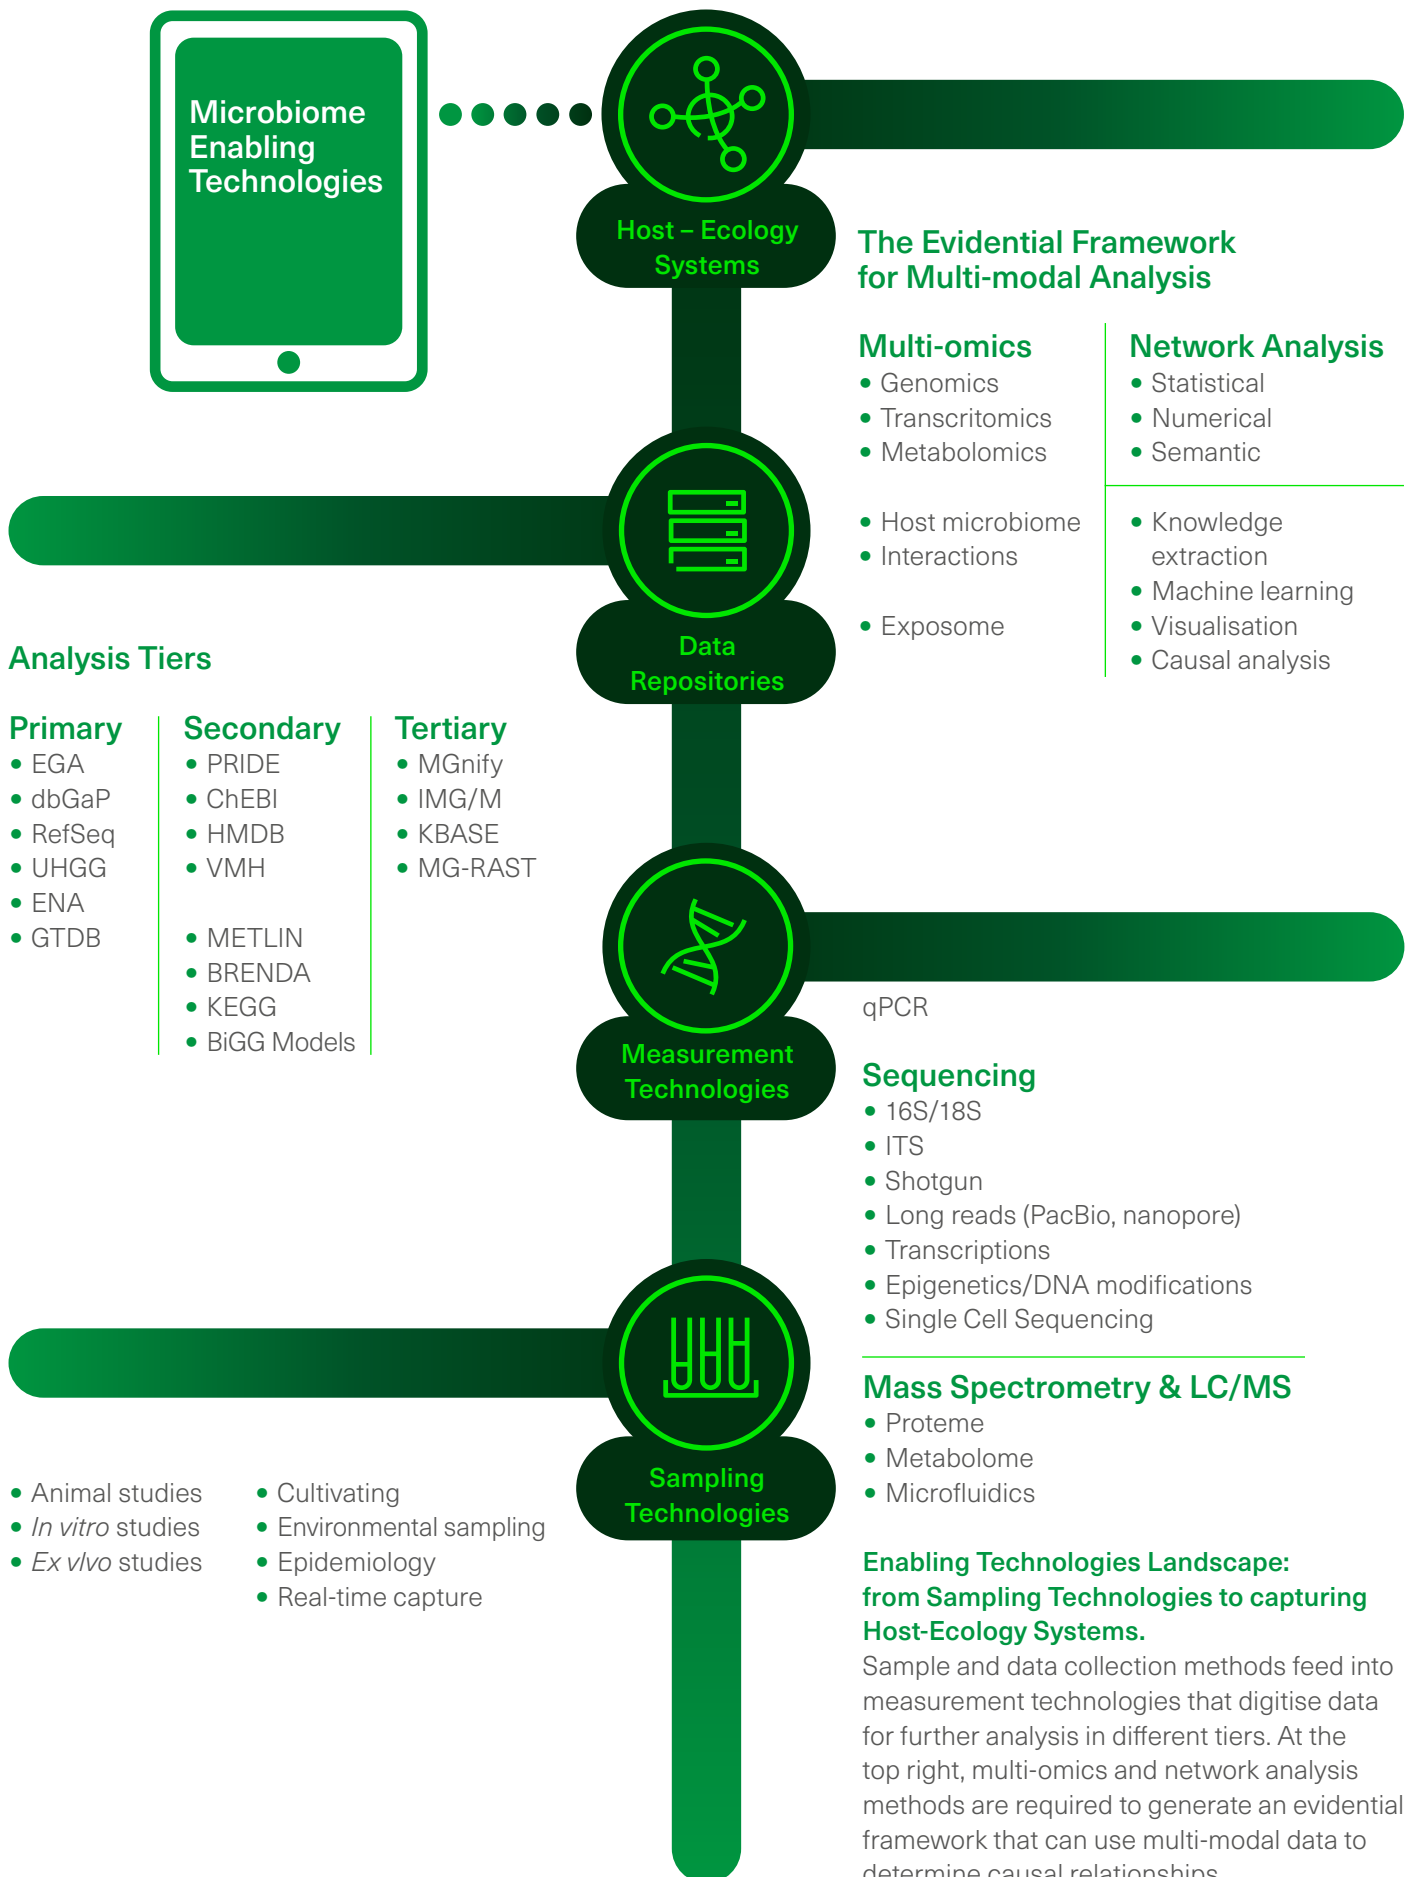 Microbiome
Enabling
Technologies
Host – Ecology
Systems
The Evidential Framework
for Multi-modal Analysis
Multi-omics
• Genomics
• Transcritomics
• Metabolomics
• Host microbiome
• Interactions
• Exposome
Network Analysis
• Statistical
• Numerical
• Semantic
• Knowledge
extraction
• Machine learning
• Visualisation
• Causal analysis
Data
Repositories
Analysis Tiers
Primary
• EGA
• dbGaP
• RefSeq
• UHGG
• ENA
• GTDB
Secondary
• PRIDE
• ChEBI
• HMDB
• VMH
• METLIN
• BRENDA
• KEGG
• BiGG Models
Tertiary
• MGnify
• IMG/M
• KBASE
• MG-RAST
Measurement
Technologies
qPCR
Sequencing
• 16S/18S
• ITS
• Shotgun
• Long reads (PacBio, nanopore)
• Transcriptions
• Epigenetics/DNA modifications
• Single Cell Sequencing
Mass Spectrometry & LC/MS
• Proteme
• Metabolome
• Microfluidics
Sampling
Technologies
• Animal studies
• In vitro studies
• Ex vIvo studies
• Cultivating
• Environmental sampling
• Epidemiology
• Real-time capture
Enabling Technologies Landscape:
from Sampling Technologies to capturing
Host-Ecology Systems.
Sample and data collection methods feed into
measurement technologies that digitise data
for further analysis in different tiers. At the
top right, multi-omics and network analysis
methods are required to generate an evidential
framework that can use multi-modal data to
determine causal relationships